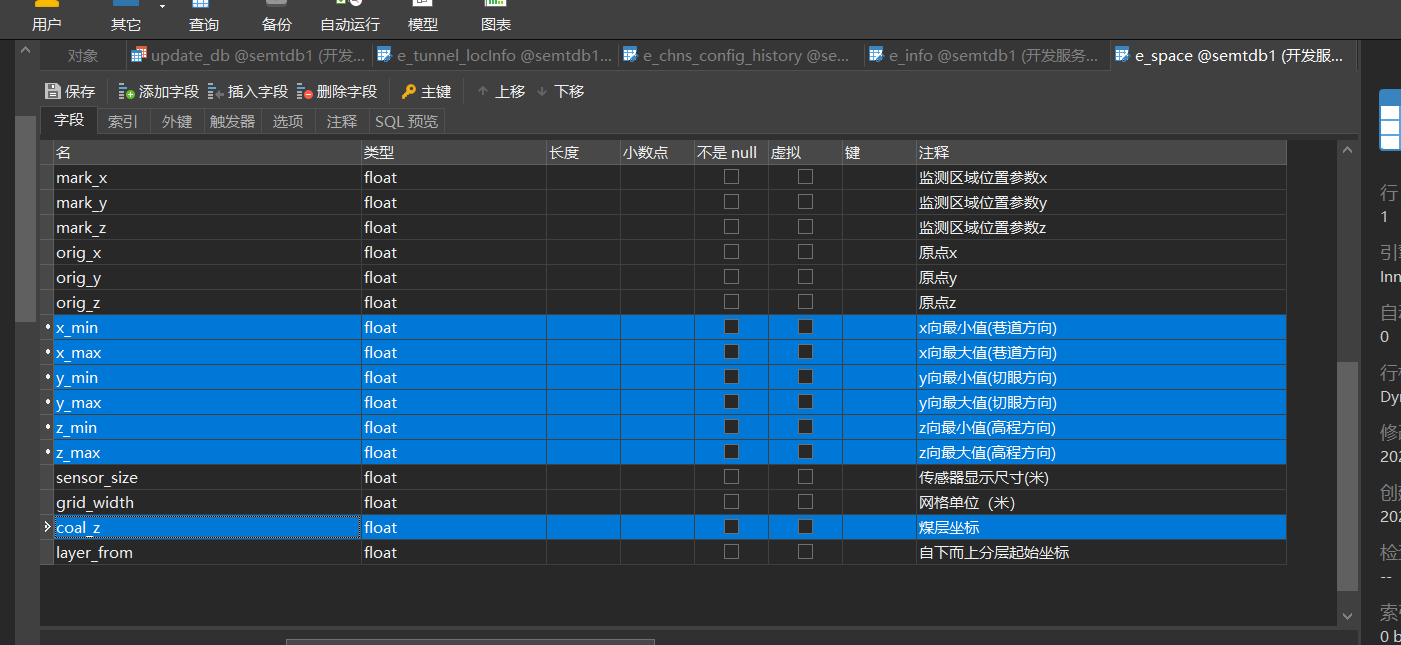 用户 其它 查询 备份 自动运行 模型 图表
对象 update_db @semtdb1 (开发... e_tunnel_locInfo @semtdb1... e_chns_config_history @se... e_info @semtdb1 (开发服务... e_space @semtdb1 (开发服...
保存 添加字段 插入字段 删除字段 主键 上移 下移
字段 索引 外键 触发器 选项 注释 SQL 预览
名 类型 长度 小数点 不是 null 虚拟 键 注释
mark_x float 监测区域位置参数x
mark_y float 监测区域位置参数y
mark_z float 监测区域位置参数z
orig_x float 原点x
orig_y float 原点y
orig_z float 原点z
x_min float x向最小值(巷道方向)
x_max float x向最大值(巷道方向)
y_min float y向最小值(切眼方向)
y_max float y向最大值(切眼方向)
z_min float z向最小值(高程方向)
z_max float z向最大值(高程方向)
sensor_size float 传感器显示尺寸(米)
grid_width float 网格单位（米）
coal_z float 煤层坐标
layer_from float 自下而上分层起始坐标
行
1
引
Inn
自
0
行
Dy
修
202
创
202
检
--
索
0 b